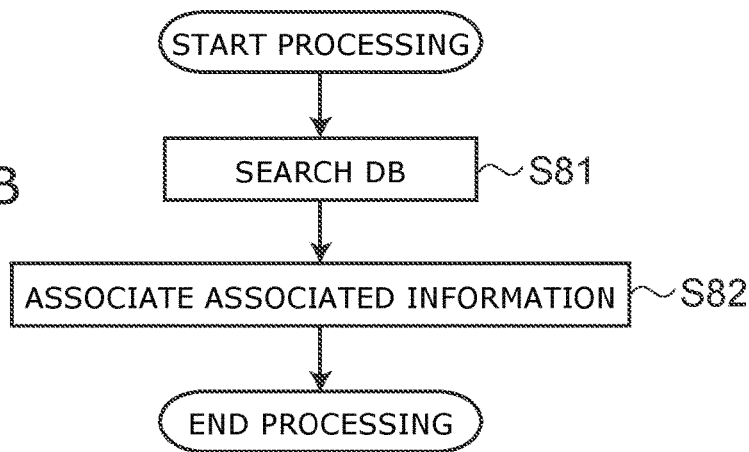 START PROCESSING
SEARCH DB
S81
B
ASSOCIATE ASSOCIATED INFORMATION
S82
END PROCESSING